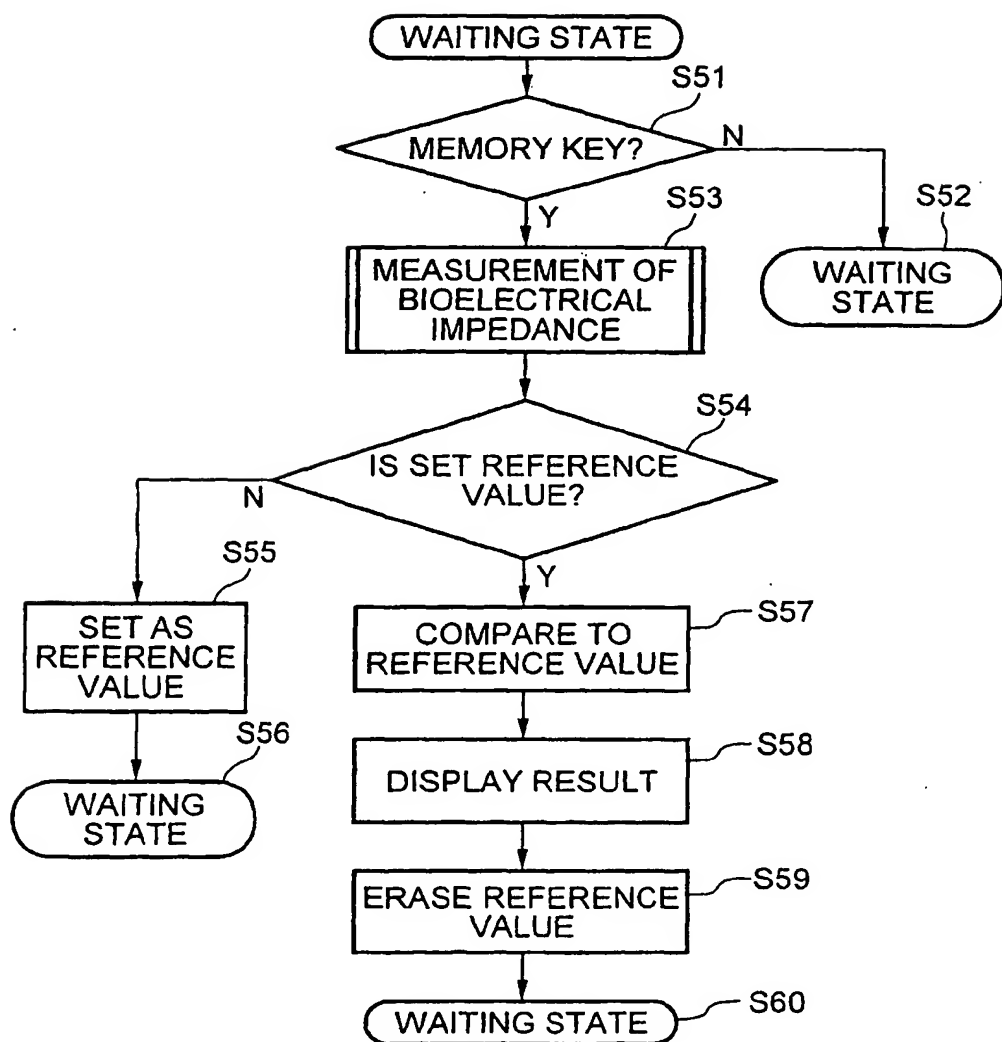 WAITING STATE
S51
MEMORY KEY?
N
Y
S53
S52
MEASUREMENT OF
BIOELECTRICAL
IMPEDANCE
WAITING
STATE
S54
IS SET REFERENCE
VALUE?
N
Y
S55
SET AS
REFERENCE
VALUE
S57
COMPARE TO
REFERENCE VALUE
S56
WAITING
STATE
S58
DISPLAY RESULT
S59
ERASE REFERENCE
VALUE
S60
WAITING STATE